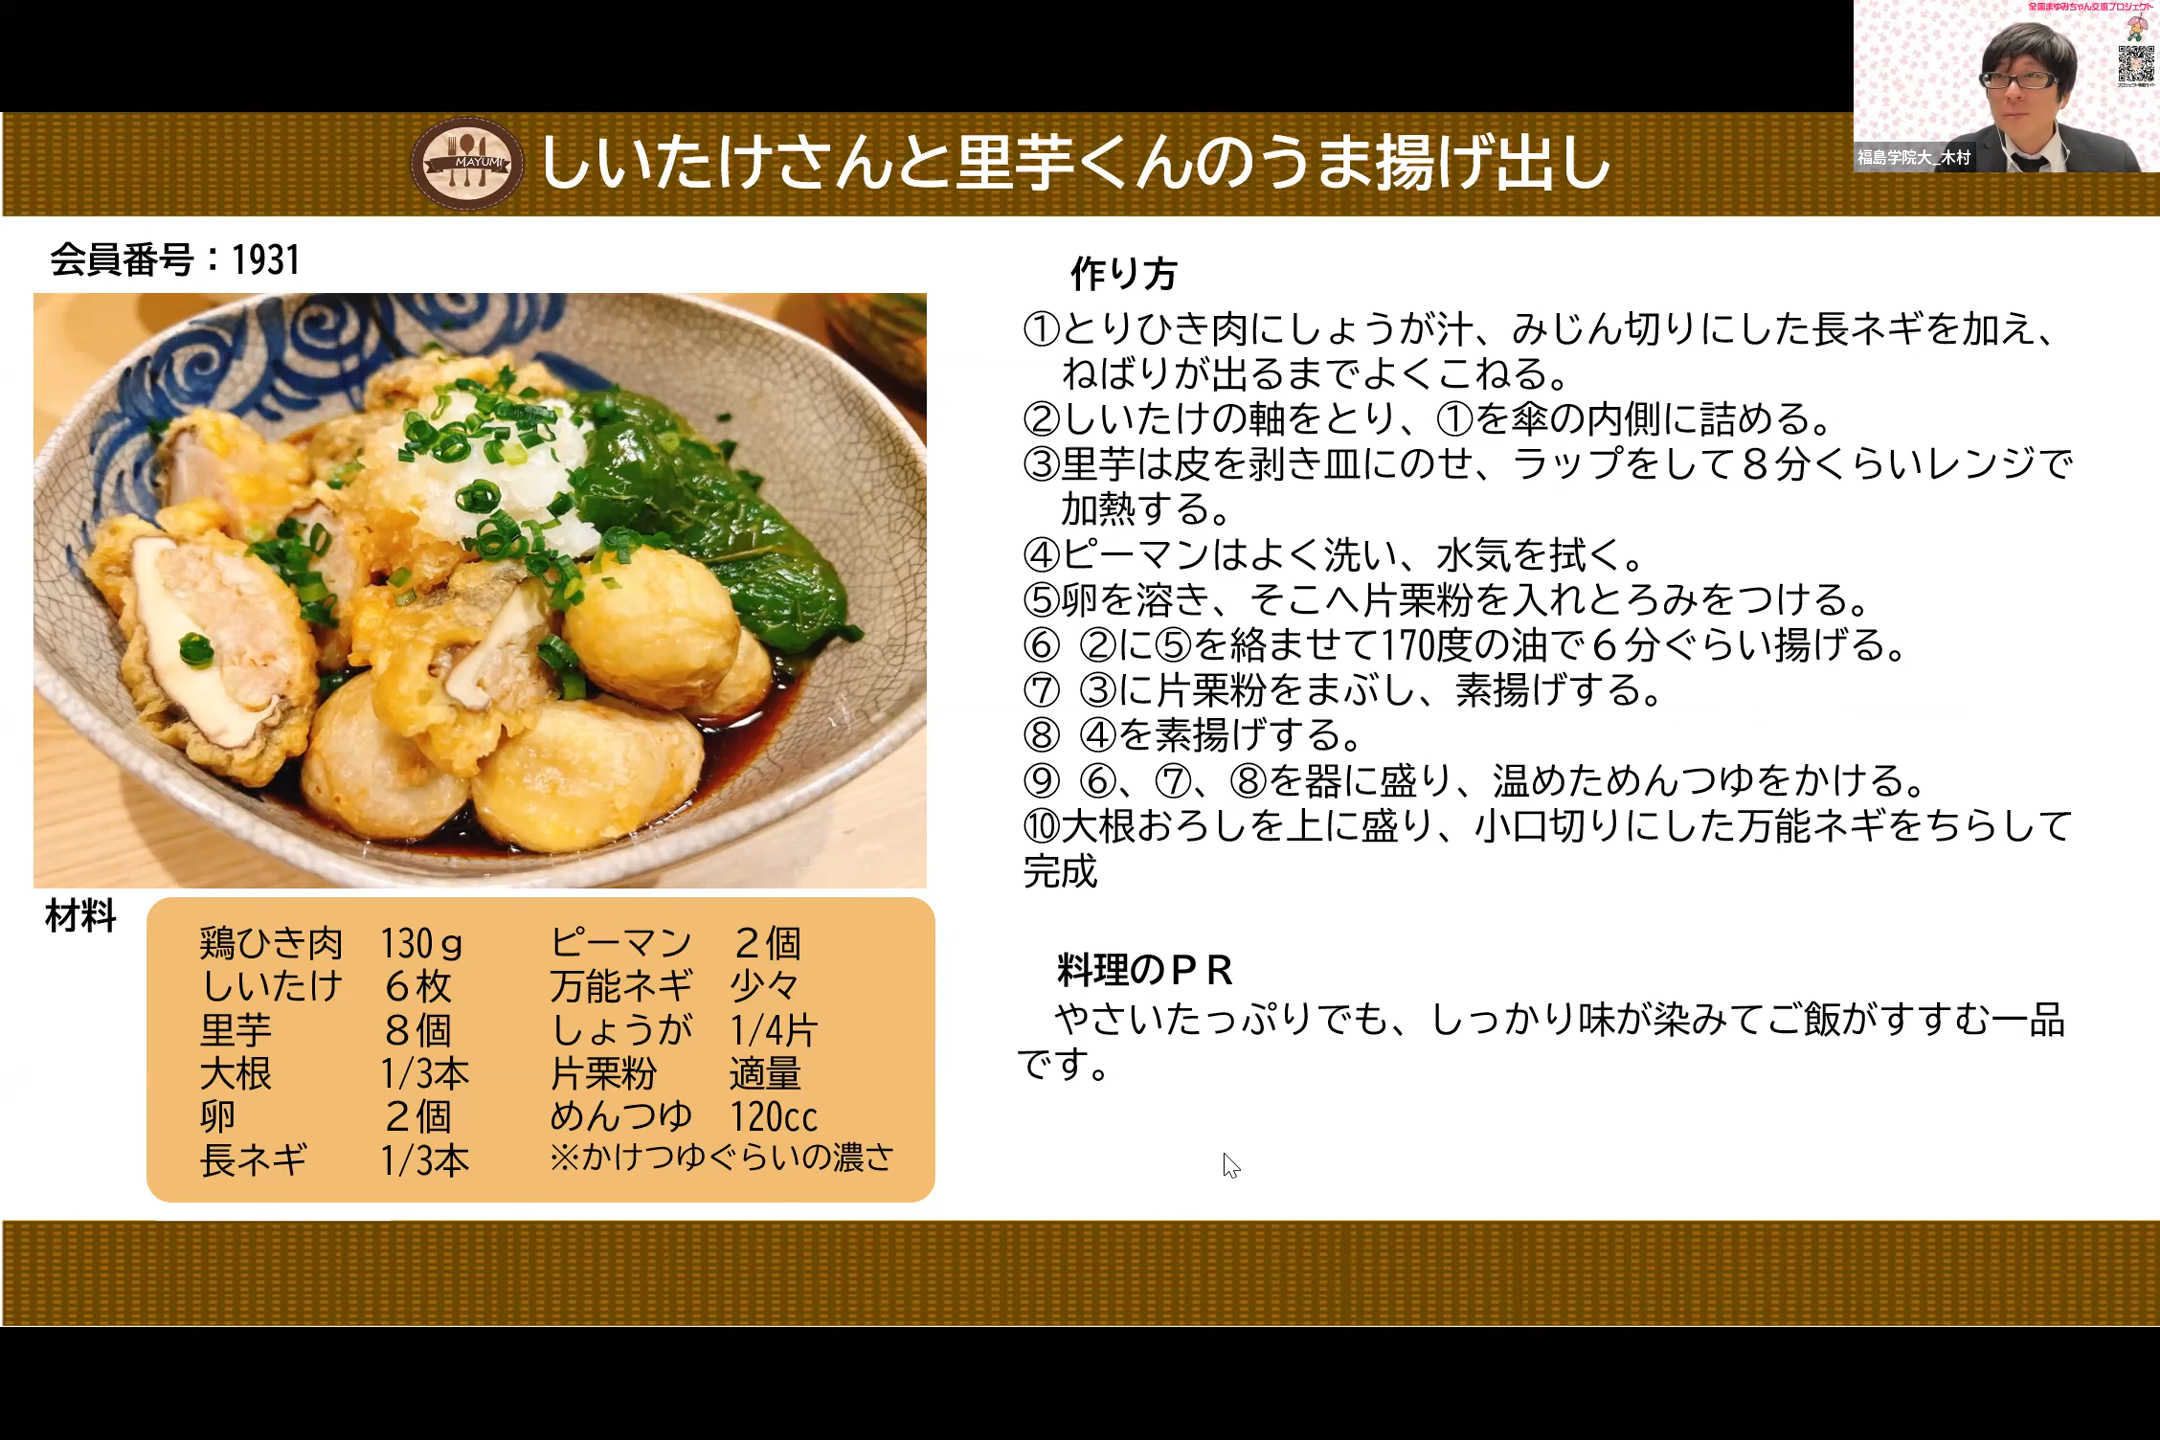 全国まゆみちゃん交流プロジェクト
福島学院大_木村
MAYUMI
しいたけさんと里芋くんのうま揚げ出し
会員番号：1931
材料
鶏ひき肉 130ｇ
しいたけ ６枚
里芋 ８個
大根 1/3本
卵 ２個
長ネギ 1/3本
ピーマン ２個
万能ネギ 少々
しょうが 1/4片
片栗粉 適量
めんつゆ 120cc
※かけつゆぐらいの濃さ
作り方
①とりひき肉にしょうが汁、みじん切りにした長ネギを加え、
ねばりが出るまでよくこねる。
②しいたけの軸をとり、①を傘の内側に詰める。
③里芋は皮を剥き皿にのせ、ラップをして８分くらいレンジで
加熱する。
④ピーマンはよく洗い、水気を拭く。
⑤卵を溶き、そこへ片栗粉を入れとろみをつける。
⑥ ②に⑤を絡ませて170度の油で６分ぐらい揚げる。
⑦ ③に片栗粉をまぶし、素揚げする。
⑧ ④を素揚げする。
⑨ ⑥、⑦、⑧を器に盛り、温めためんつゆをかける。
⑩大根おろしを上に盛り、小口切りにした万能ネギをちらして
完成
料理のＰＲ
やさいたっぷりでも、しっかり味が染みてご飯がすすむ一品
です。